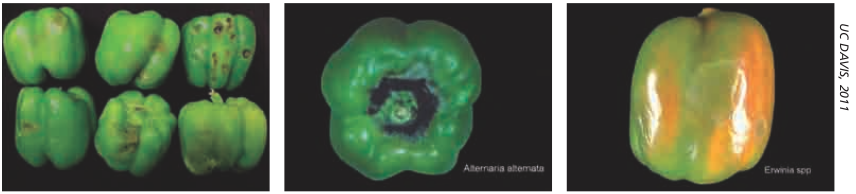 Alternaria alternata
Erwinia spp
UC DAVIS, 2011